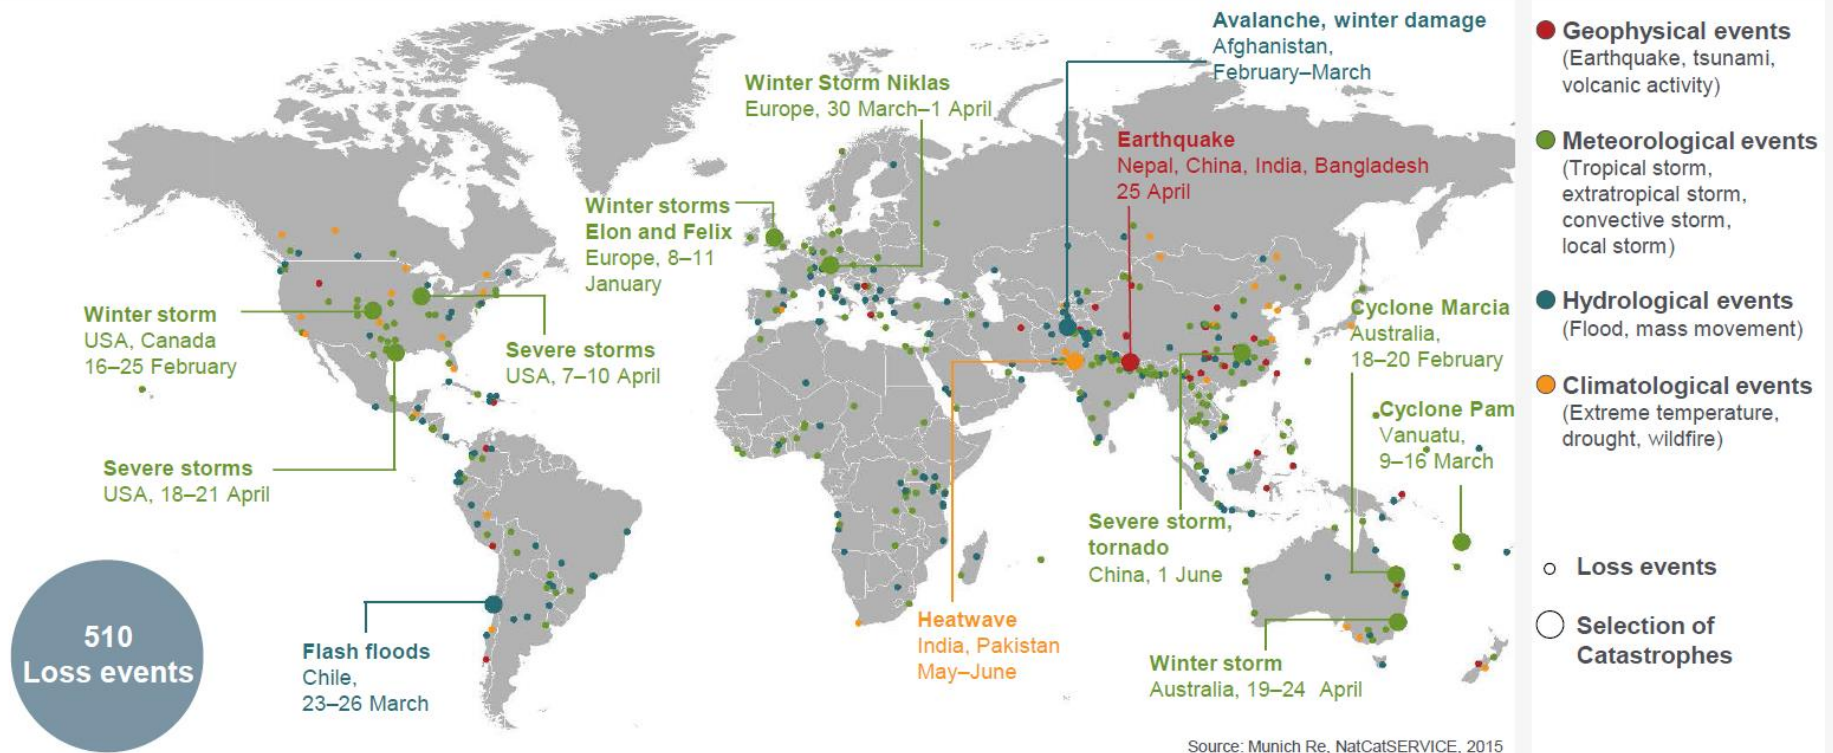 Avalanche, winter damage
Afghanistan,
February–March
Winter Storm Niklas
Europe, 30 March–1 April
Earthquake
Nepal, China, India, Bangladesh
25 April
Winter storms
Elon and Felix
Europe, 8–11
January
Winter storm
USA, Canada
16–25 February
Severe storms
USA, 7–10 April
Cyclone Marcia
Australia,
18–20 February
Cyclone Pam
Vanuatu,
9–16 March
Severe storms
USA, 18–21 April
Severe storm,
tornado
China, 1 June
510
Loss events
Flash floods
Chile,
23–26 March
Heatwave
India, Pakistan
May–June
Winter storm
Australia, 19–24 April
Geophysical events
(Earthquake, tsunami,
volcanic activity)
Meteorological events
(Tropical storm,
extratropical storm,
convective storm,
local storm)
Hydrological events
(Flood, mass movement)
Climatological events
(Extreme temperature,
drought, wildfire)
Loss events
Selection of
Catastrophes
Source: Munich Re, NatCatSERVICE, 2015